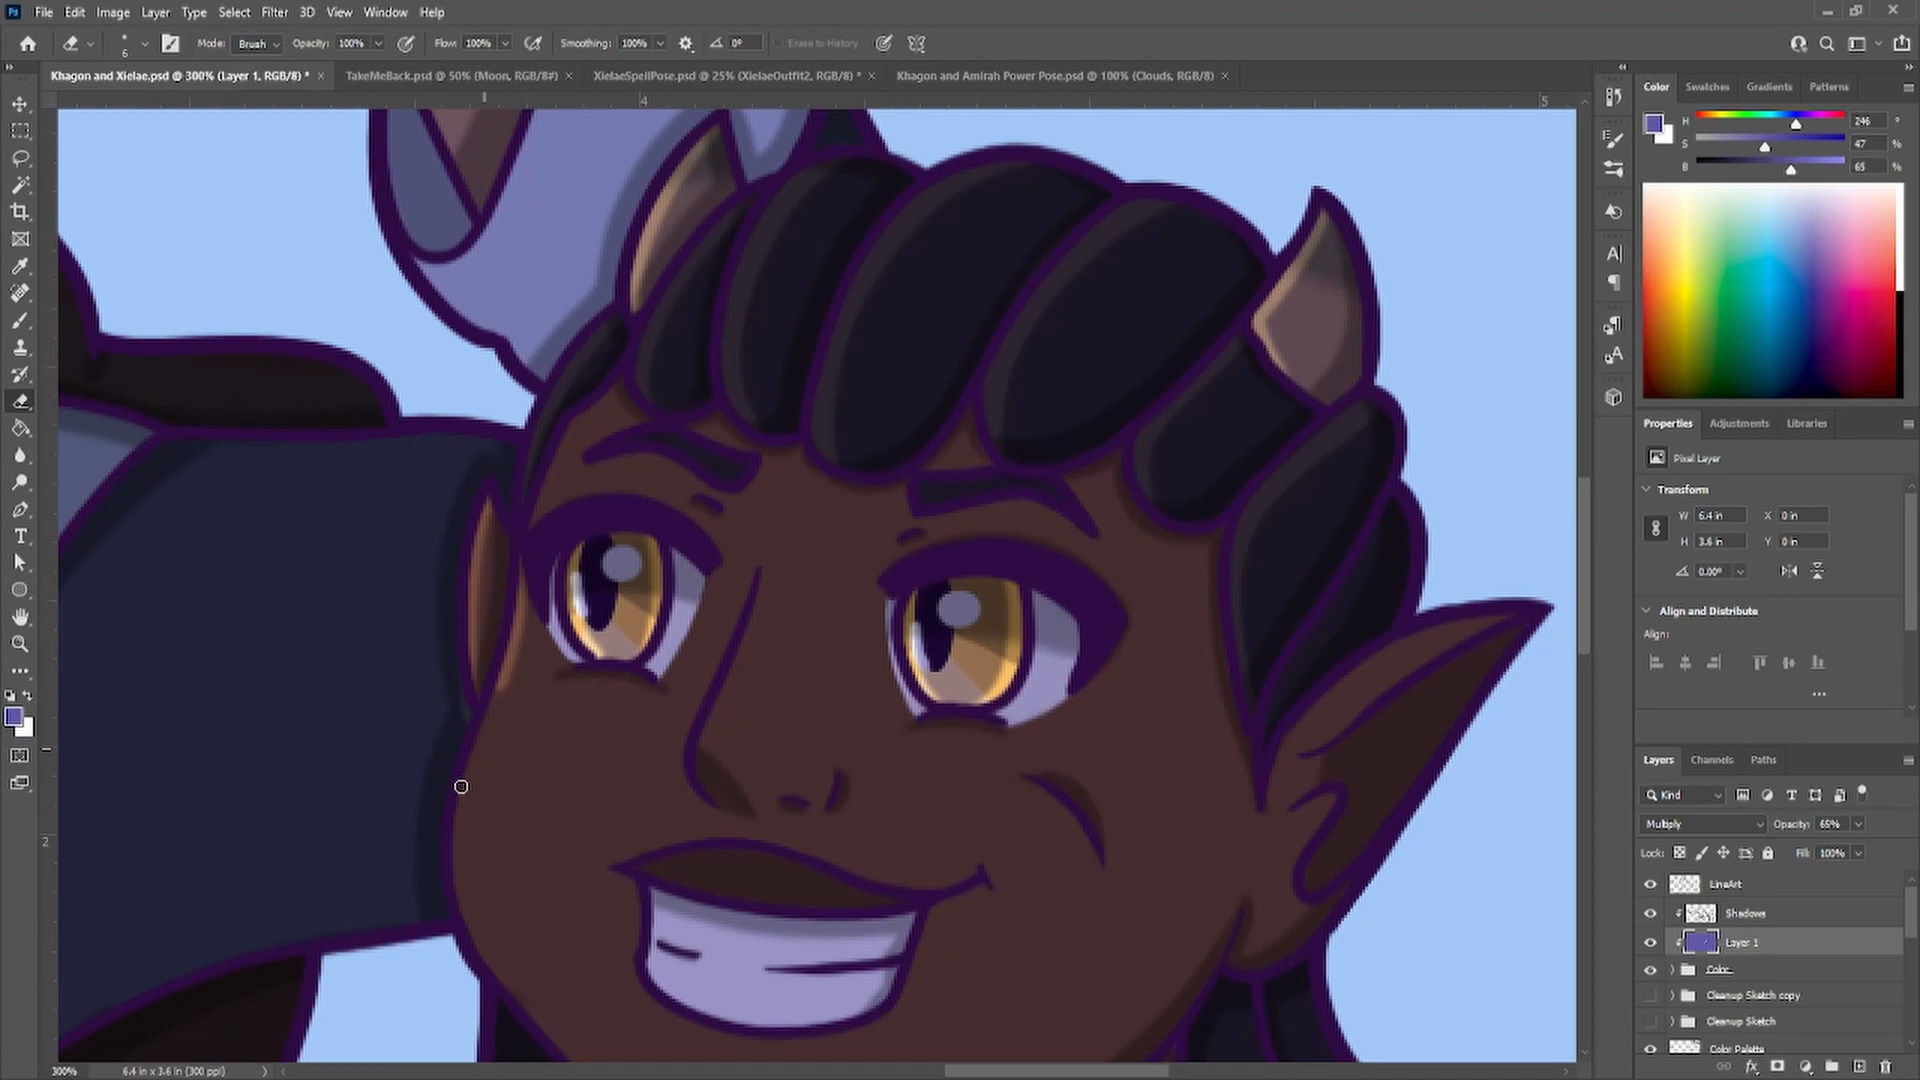 Ps File Edit Image Layer Type Select Filter 3D View Window Help
6 Mode: Brush Opacity: 100% Flow: 100% Smoothing: 100% 0° Erase to History
Khagon and Xielae.psd @ 300% (Layer 1, RGB/8) * TakeMeBack.psd @ 50% (Moon, RGB/8#) XielaeSpellPose.psd @ 25% (XielaeOutfit2, RGB/8) * Khagon and Amirah Power Pose.psd @ 100% (Clouds, RGB/8)
4 5
2
Color Swatches Gradients Patterns
H 246 °
S 47 %
B 65 %
Properties Adjustments Libraries
Pixel Layer
Transform
W 6.4 in X 0 in
H 3.6 in Y 0 in
0.00°
Align and Distribute
Align:
Layers Channels Paths
Kind
Multiply Opacity: 65%
Lock: Fill: 100%
LineArt
Shadows
Layer 1
Color
Cleanup Sketch copy
Cleanup Sketch
Color Palette
300% 6.4 in x 3.6 in (300 ppi)